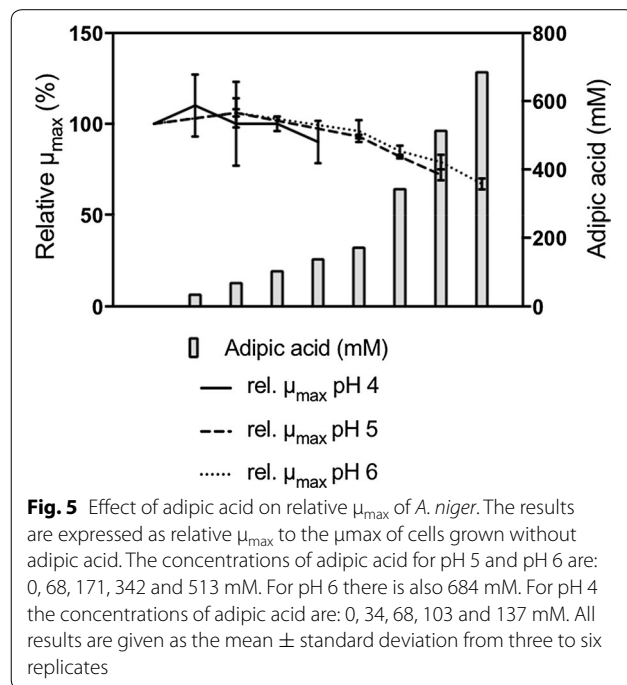 150
100
50
0
Relative μmax (%)
800
600
400
200
0
Adipic acid (mM)
Adipic acid (mM)
rel. μmax pH 4
rel. μmax pH 5
rel. μmax pH 6
Fig. 5 Effect of adipic acid on relative μmax of A. niger. The results
are expressed as relative μmax to the μmax of cells grown without
adipic acid. The concentrations of adipic acid for pH 5 and pH 6 are:
0, 68, 171, 342 and 513 mM. For pH 6 there is also 684 mM. For pH 4
the concentrations of adipic acid are: 0, 34, 68, 103 and 137 mM. All
results are given as the mean ± standard deviation from three to six
replicates